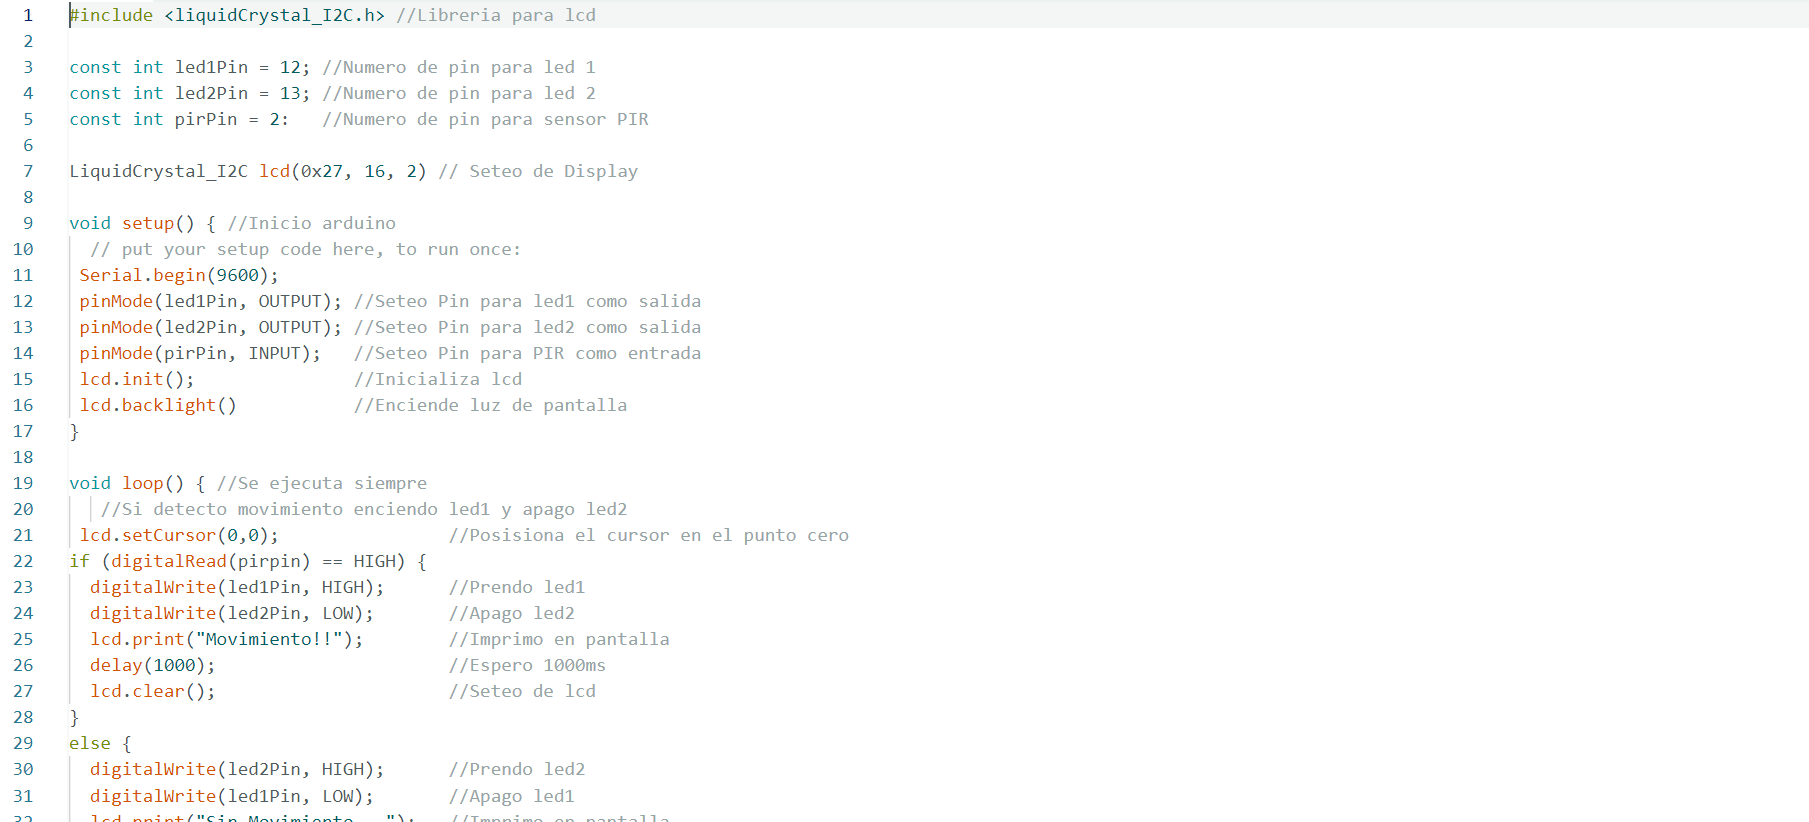 1 #include <liquidCrystal_I2C.h> //Libreria para lcd
2
3 const int led1Pin = 12; //Numero de pin para led 1
4 const int led2Pin = 13; //Numero de pin para led 2
5 const int pirPin = 2:   //Numero de pin para sensor PIR
6
7 LiquidCrystal_I2C lcd(0x27, 16, 2) // Seteo de Display
8
9 void setup() { //Inicio arduino
10   // put your setup code here, to run once:
11  Serial.begin(9600);
12  pinMode(led1Pin, OUTPUT); //Seteo Pin para led1 como salida
13  pinMode(led2Pin, OUTPUT); //Seteo Pin para led2 como salida
14  pinMode(pirPin, INPUT);   //Seteo Pin para PIR como entrada
15  lcd.init();               //Inicializa lcd
16  lcd.backlight()           //Enciende luz de pantalla
17 }
18
19 void loop() { //Se ejecuta siempre
20    //Si detecto movimiento enciendo led1 y apago led2
21  lcd.setCursor(0,0);                //Posisiona el cursor en el punto cero
22 if (digitalRead(pirpin) == HIGH) {
23   digitalWrite(led1Pin, HIGH);      //Prendo led1
24   digitalWrite(led2Pin, LOW);       //Apago led2
25   lcd.print("Movimiento!!");        //Imprimo en pantalla
26   delay(1000);                      //Espero 1000ms
27   lcd.clear();                      //Seteo de lcd
28 }
29 else {
30   digitalWrite(led2Pin, HIGH);      //Prendo led2
31   digitalWrite(led1Pin, LOW);       //Apago led1
32   lcd.print("Sin Movimiento...");   //Imprimo en pantalla